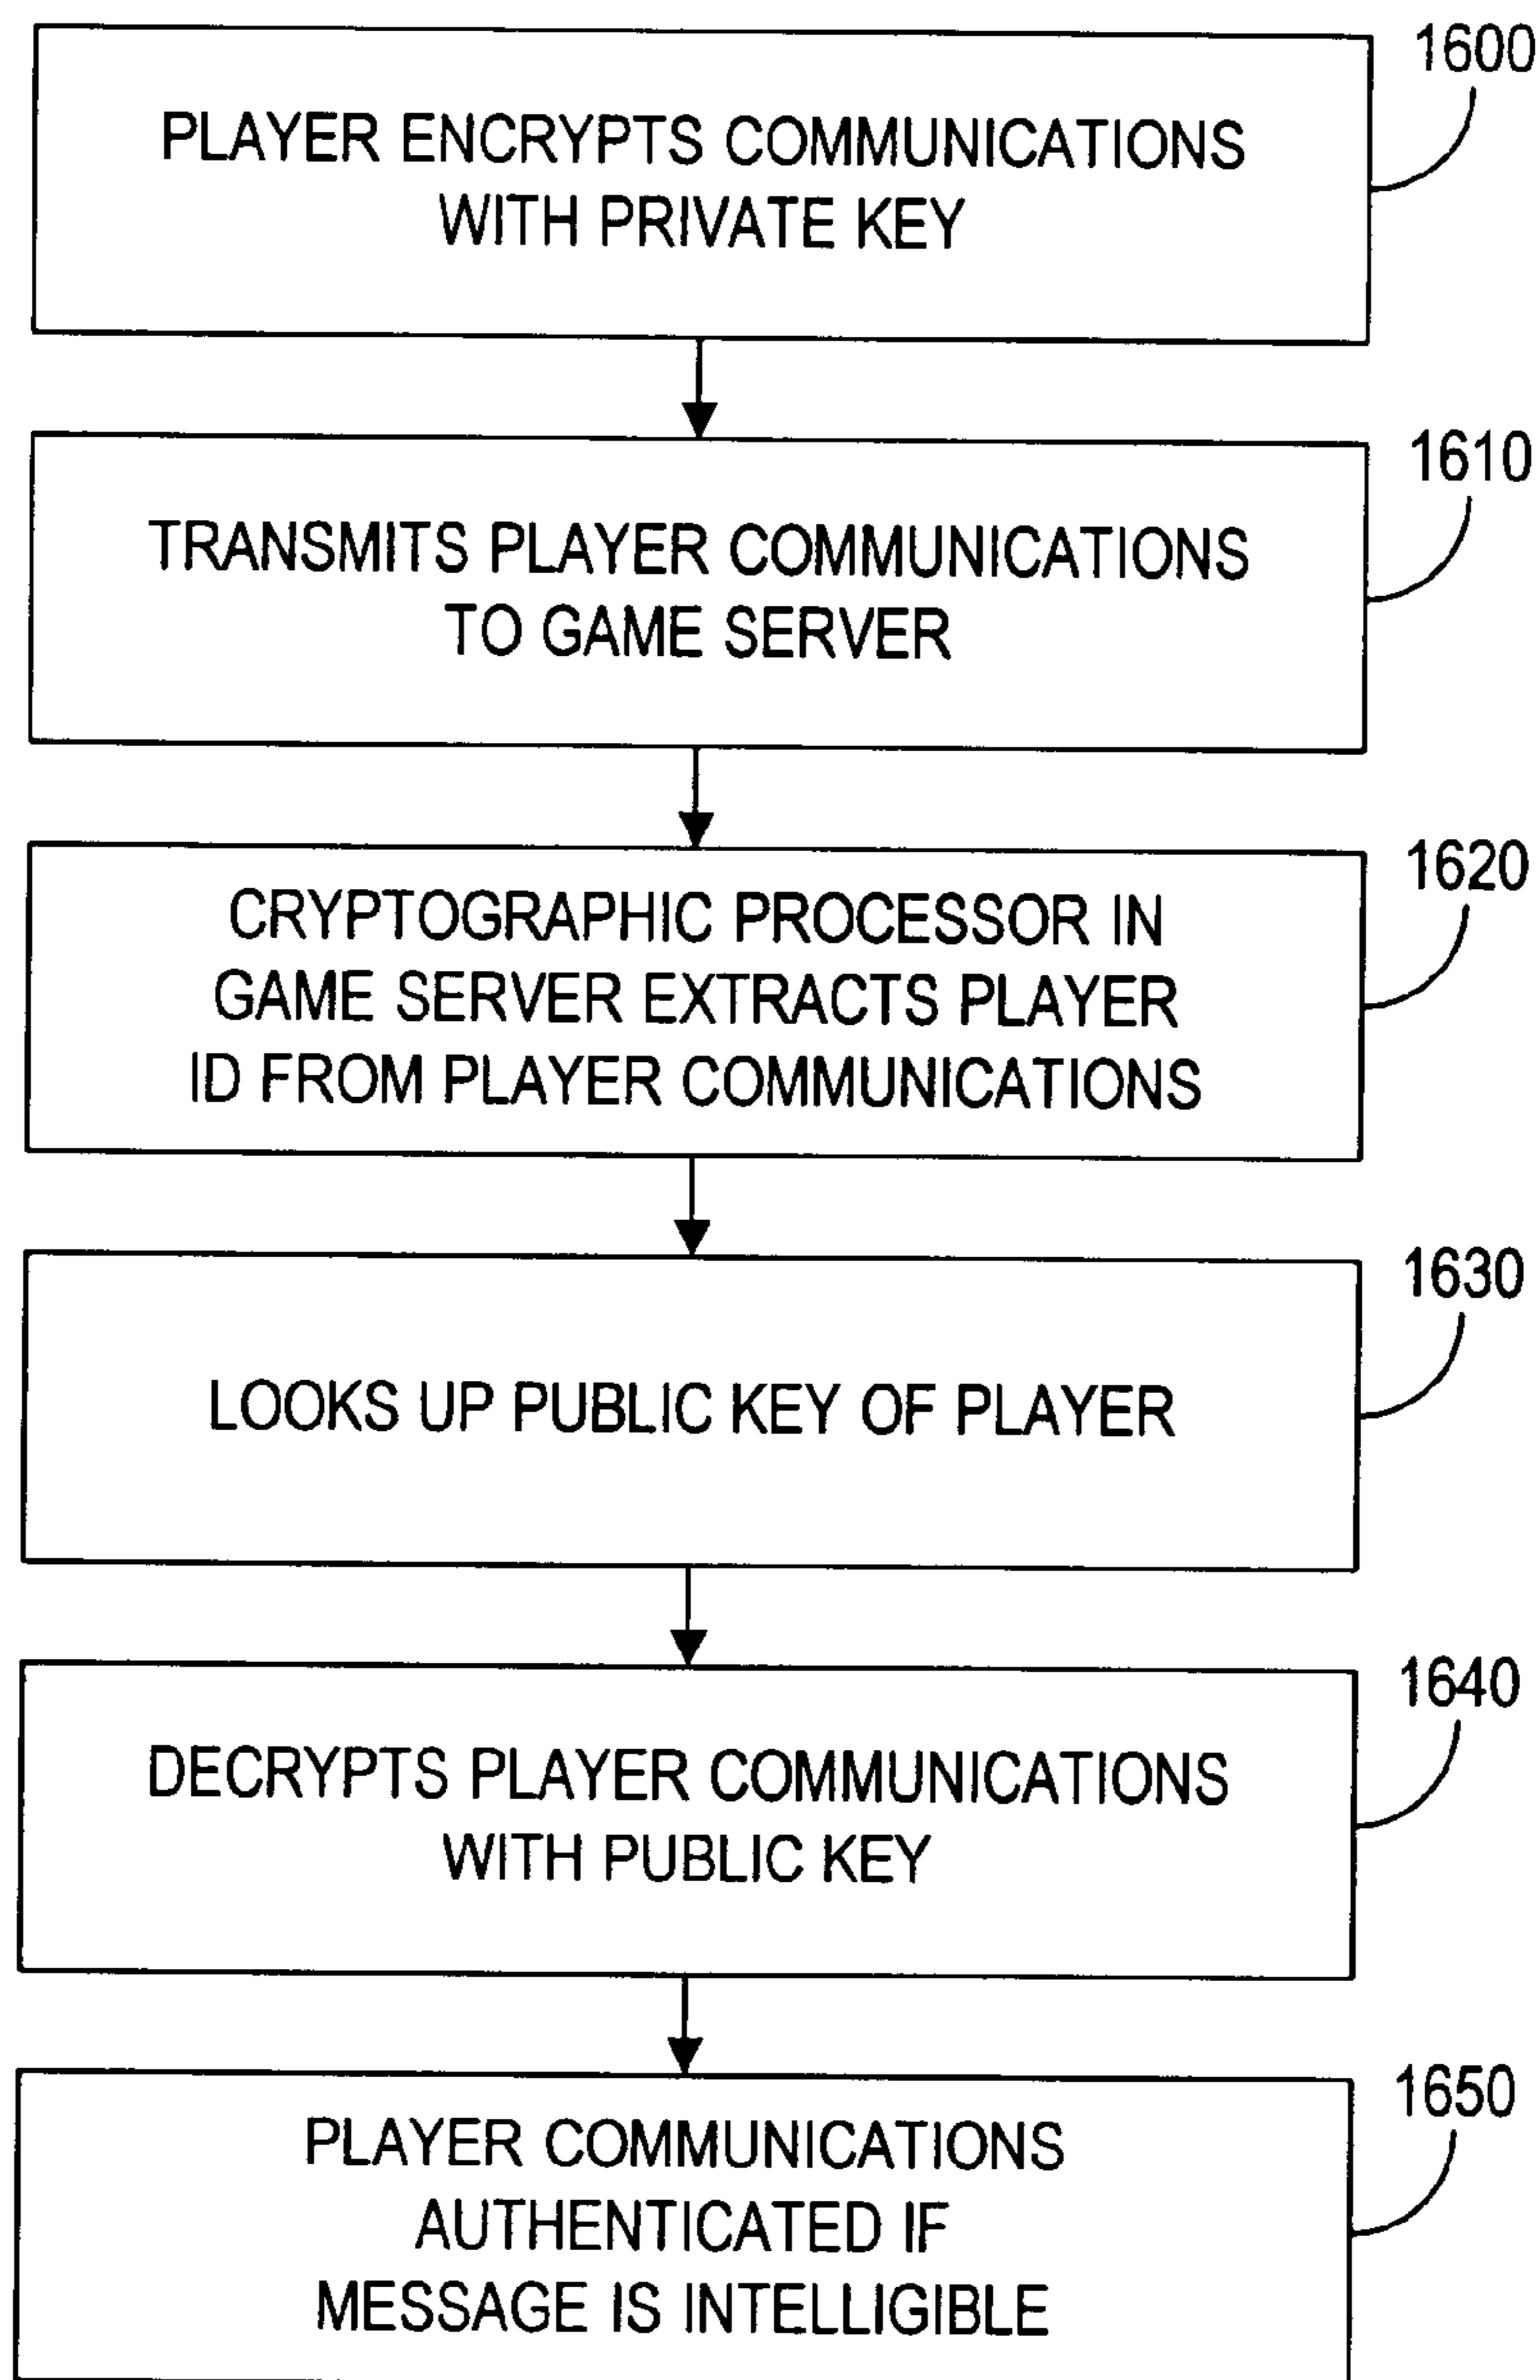 1600
PLAYER ENCRYPTS COMMUNICATIONS
WITH PRIVATE KEY
1610
TRANSMITS PLAYER COMMUNICATIONS
TO GAME SERVER
1620
CRYPTOGRAPHIC PROCESSOR IN
GAME SERVER EXTRACTS PLAYER
ID FROM PLAYER COMMUNICATIONS
1630
LOOKS UP PUBLIC KEY OF PLAYER
1640
DECRYPTS PLAYER COMMUNICATIONS
WITH PUBLIC KEY
1650
PLAYER COMMUNICATIONS
AUTHENTICATED IF
MESSAGE IS INTELLIGIBLE